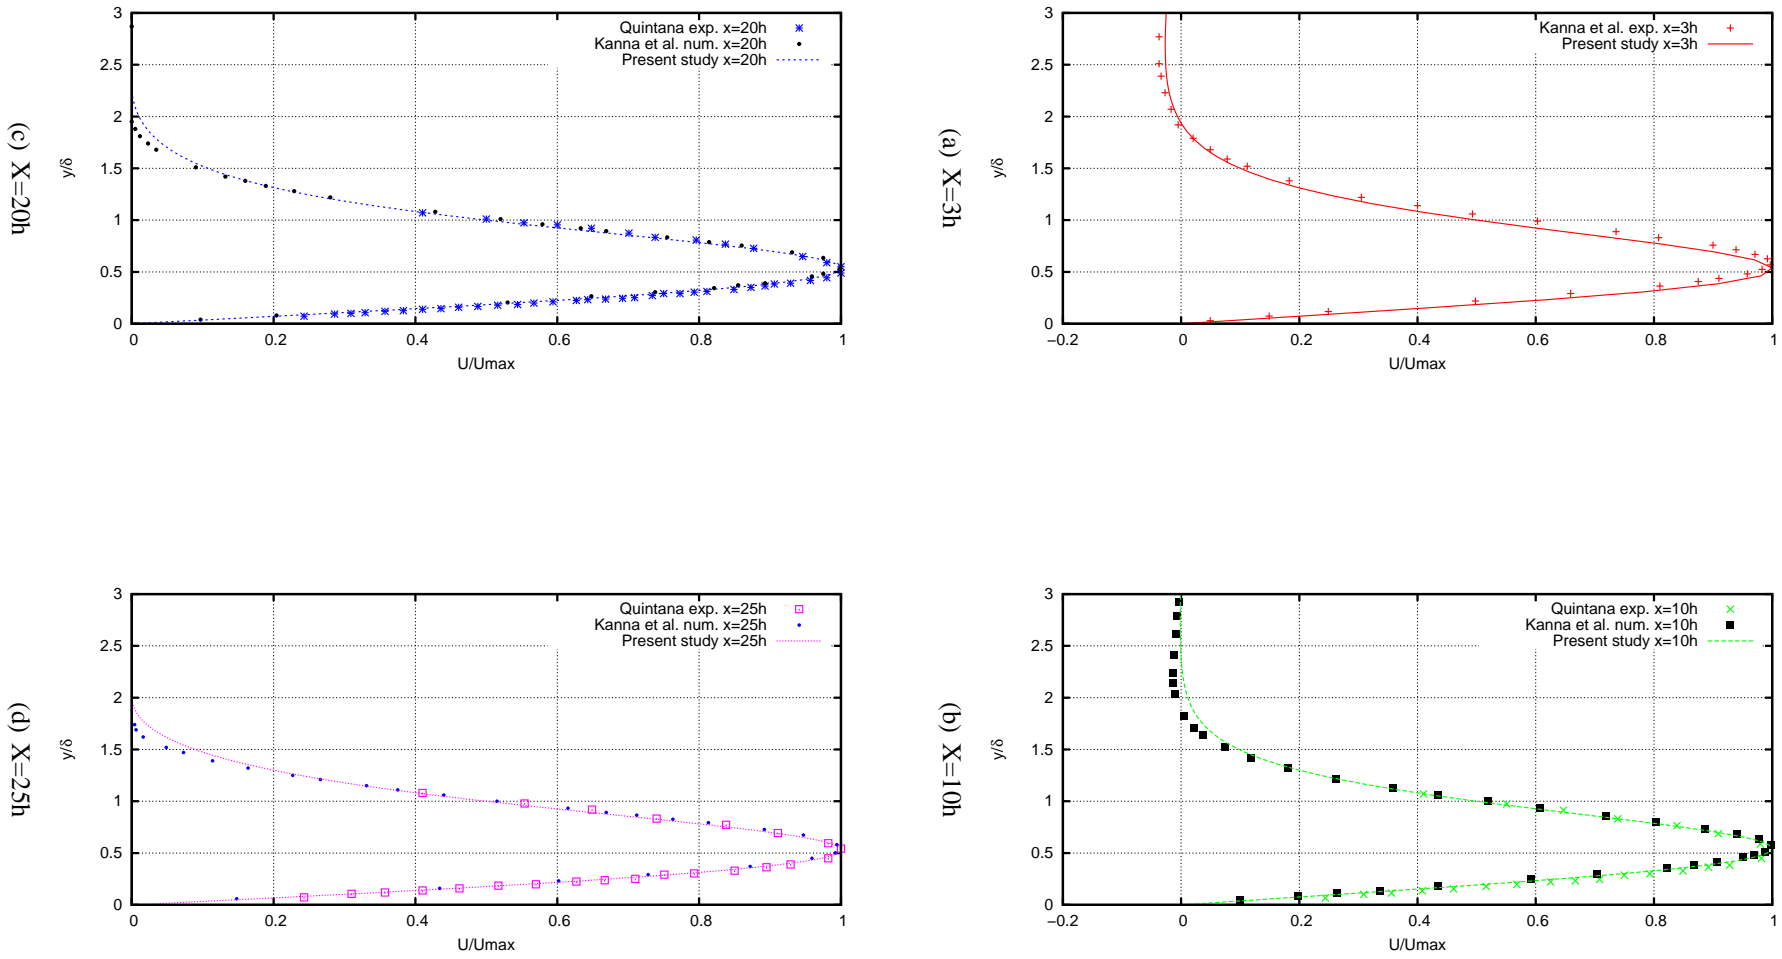 (c) X=20h
3
2.5
2
1.5
1
0.5
0
y/δ
Quintana exp. x=20h
Kanna et al. num. x=20h
Present study x=20h
0 0.2 0.4 0.6 0.8 1
U/Umax
(a) X=3h
3
2.5
2
1.5
1
0.5
0
y/δ
Kanna et al. exp. x=3h
Present study x=3h
−0.2 0 0.2 0.4 0.6 0.8 1
U/Umax
(d) X=25h
3
2.5
2
1.5
1
0.5
0
y/δ
Quintana exp. x=25h
Kanna et al. num. x=25h
Present study x=25h
0 0.2 0.4 0.6 0.8 1
U/Umax
(b) X=10h
3
2.5
2
1.5
1
0.5
0
y/δ
Quintana exp. x=10h
Kanna et al. num. x=10h
Present study x=10h
−0.2 0 0.2 0.4 0.6 0.8 1
U/Umax